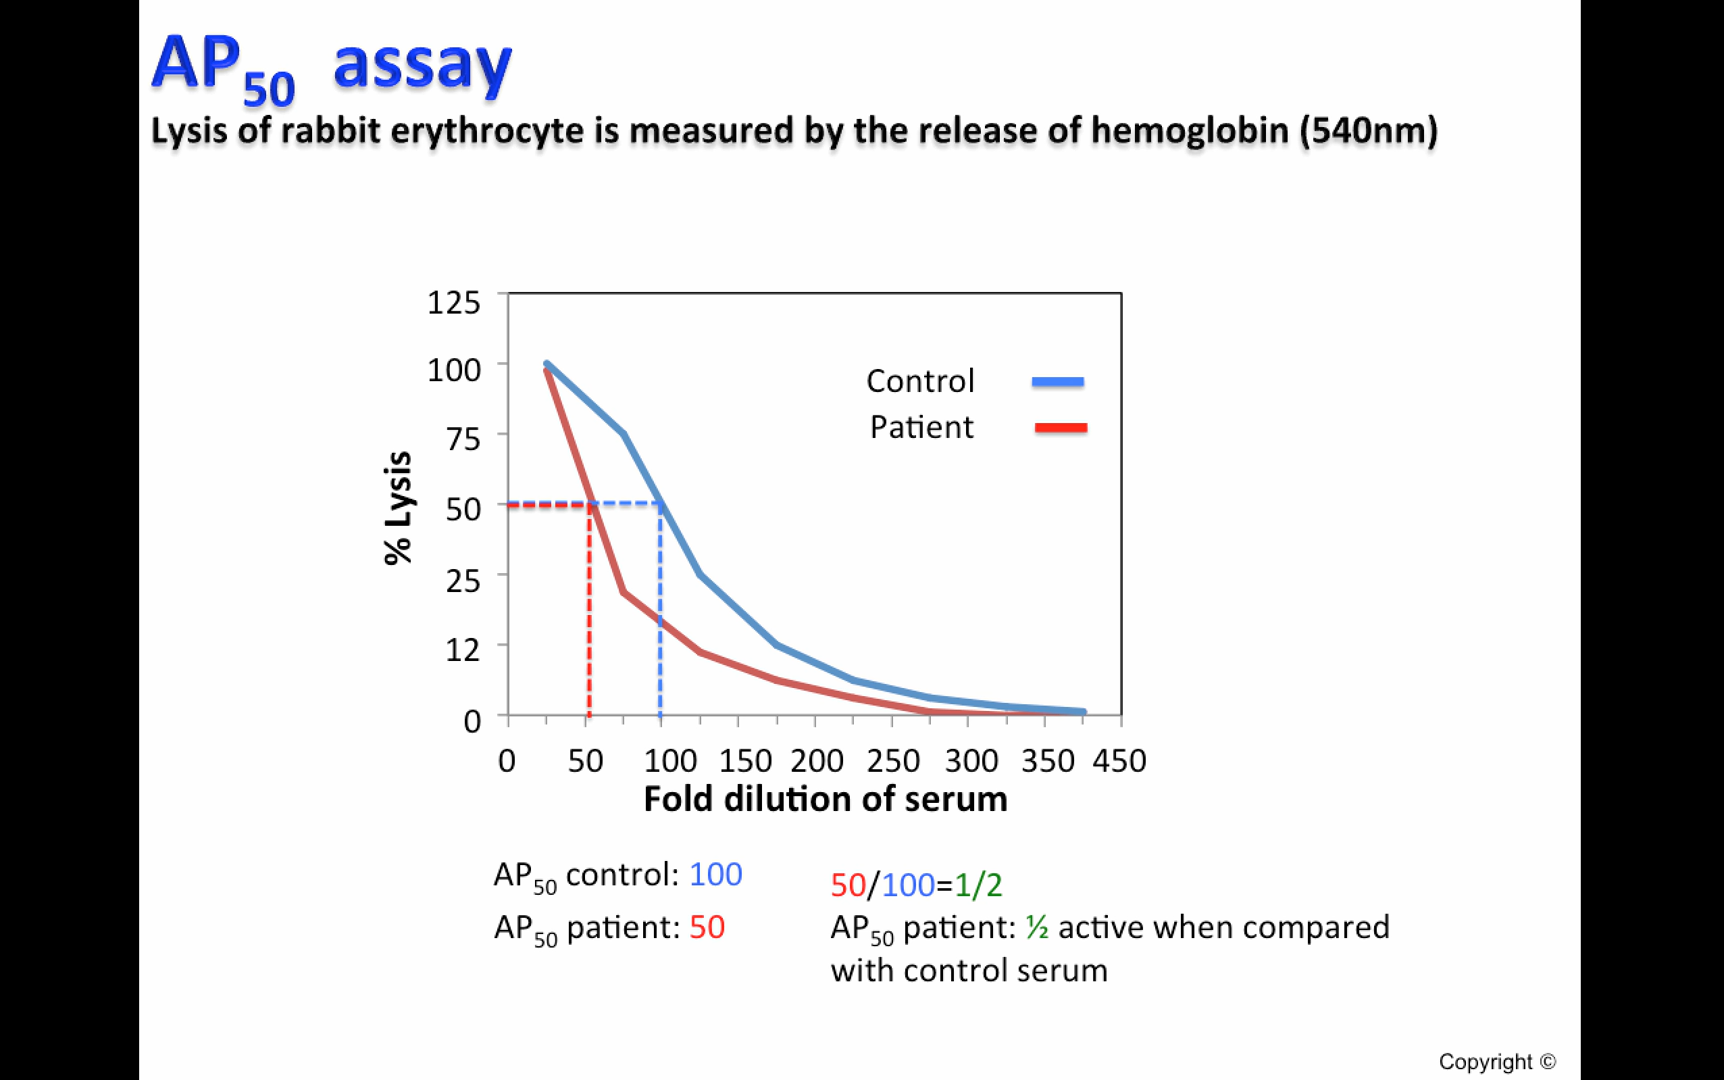 AP50 assay
Lysis of rabbit erythrocyte is measured by the release of hemoglobin (540nm)
125
100
75
50
25
12
0
% Lysis
Control
Patient
0 50 100 150 200 250 300 350 450
Fold dilution of serum
AP50 control: 100
AP50 patient: 50
50/100=1/2
AP50 patient: ½ active when compared
with control serum
Copyright ©